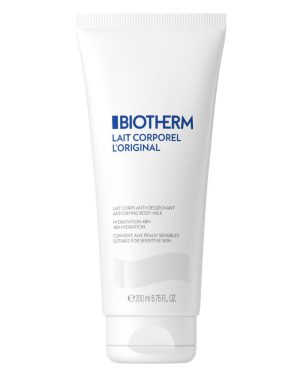 BIOTHERM
LAIT CORPOREL
L'ORIGINAL
LAIT CORPS ANTI-DESSÉCHANT
ANTI-DRYING BODY MILK
HYDRATATION 48H
48H HYDRATION
CONVIENT AUX PEAUX SENSIBLES
SUITABLE FOR SENSITIVE SKIN
℮ 200 ml 6.76 FL. OZ.